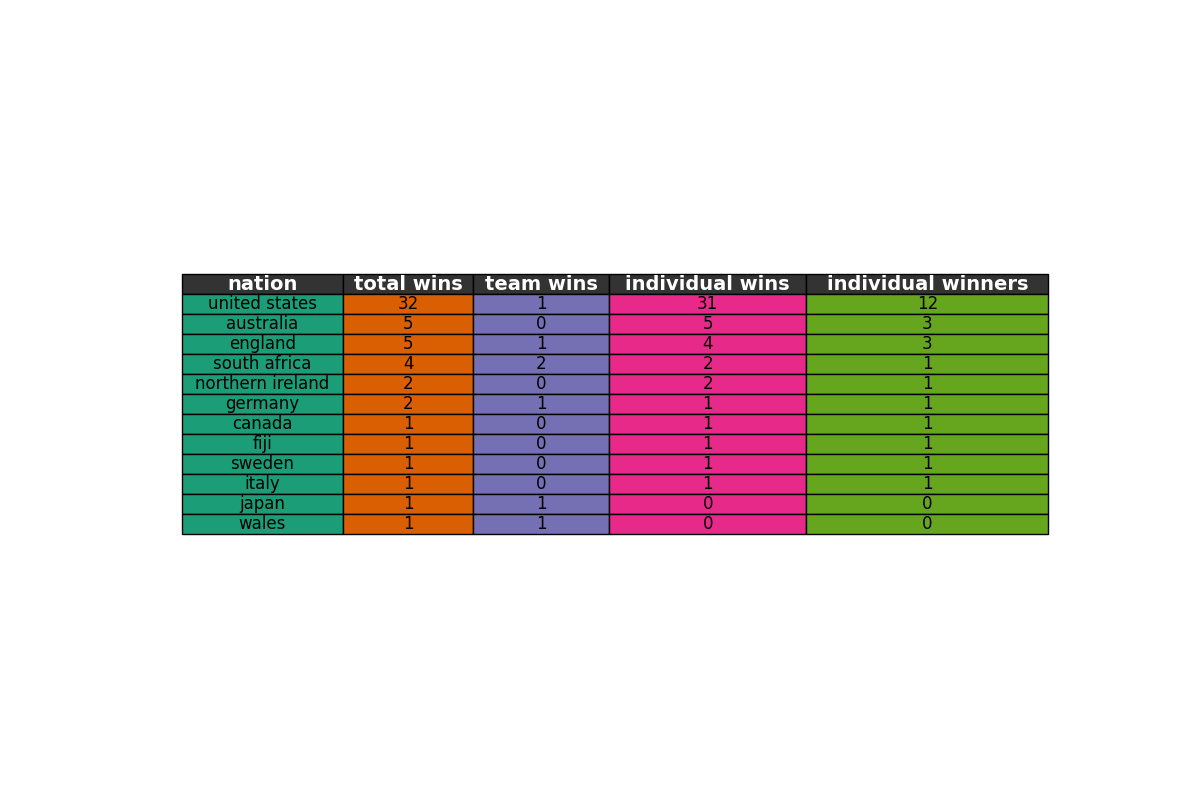 nation total wins team wins individual wins individual winners
united states 32 1 31 12
australia 5 0 5 3
england 5 1 4 3
south africa 4 2 2 1
northern ireland 2 0 2 1
germany 2 1 1 1
canada 1 0 1 1
fiji 1 0 1 1
sweden 1 0 1 1
italy 1 0 1 1
japan 1 1 0 0
wales 1 1 0 0